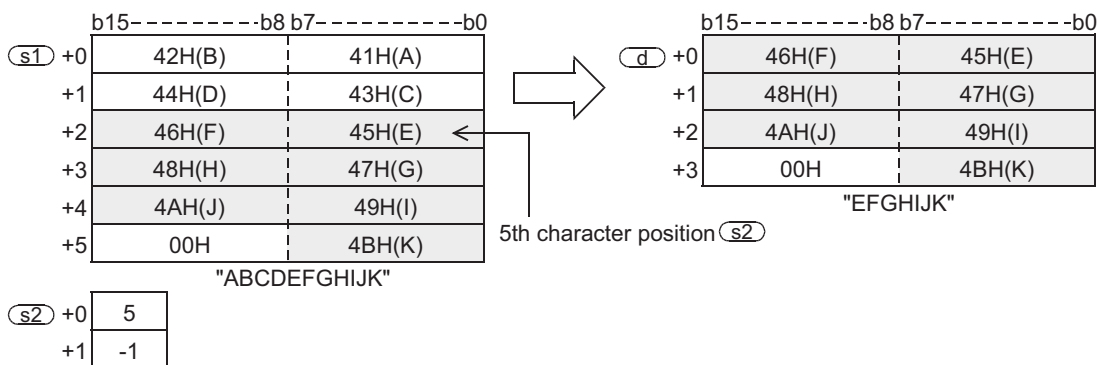 b15---------b8 b7-----------b0
s1 +0 42H(B) 41H(A)
+1 44H(D) 43H(C)
+2 46H(F) 45H(E)
+3 48H(H) 47H(G)
+4 4AH(J) 49H(I)
+5 00H 4BH(K)
"ABCDEFGHIJK"
5th character position s2
b15---------b8 b7-----------b0
d +0 46H(F) 45H(E)
+1 48H(H) 47H(G)
+2 4AH(J) 49H(I)
+3 00H 4BH(K)
"EFGHIJK"
s2 +0 5
+1 -1